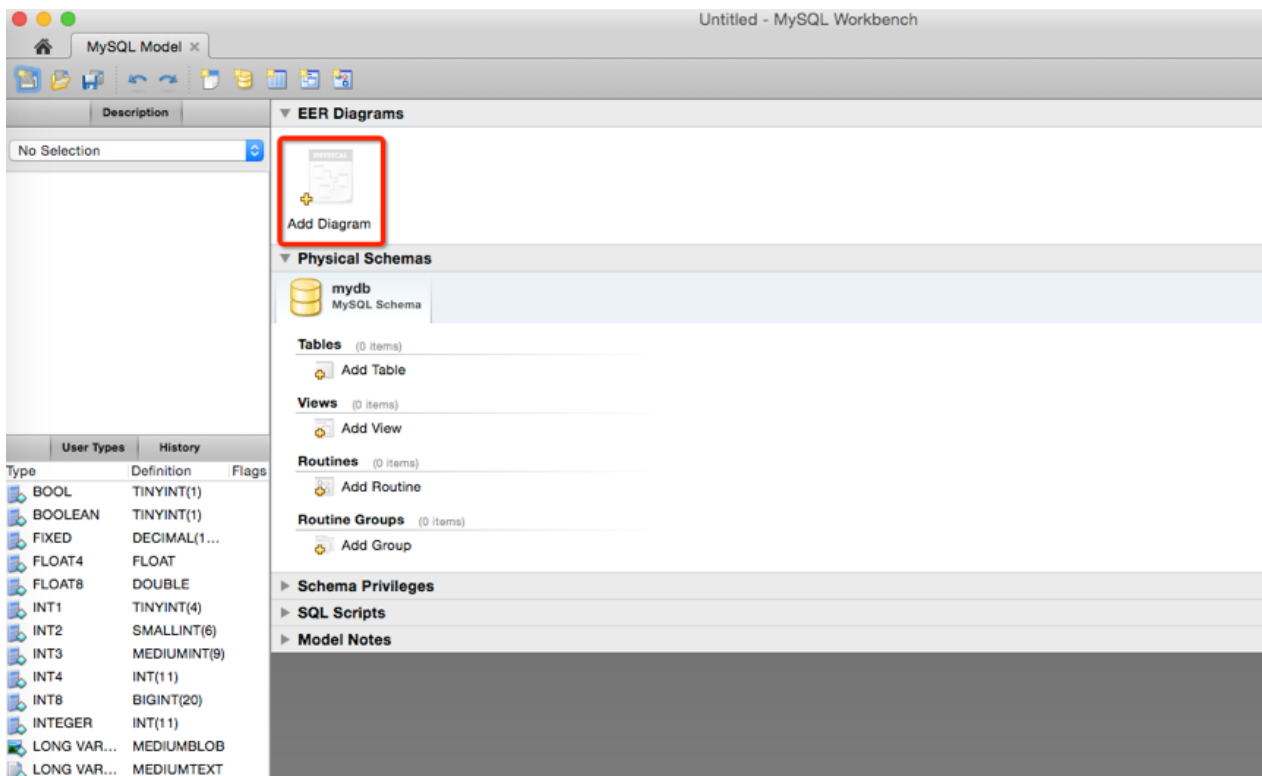 Untitled - MySQL Workbench
MySQL Model ×
Description
No Selection
EER Diagrams
PHYSICAL
Add Diagram
Physical Schemas
mydb
MySQL Schema
Tables (0 items)
Add Table
Views (0 items)
Add View
Routines (0 items)
Add Routine
Routine Groups (0 items)
Add Group
Schema Privileges
SQL Scripts
Model Notes
User Types History
Type Definition Flags
BOOL TINYINT(1)
BOOLEAN TINYINT(1)
FIXED DECIMAL(1...
FLOAT4 FLOAT
FLOAT8 DOUBLE
INT1 TINYINT(4)
INT2 SMALLINT(6)
INT3 MEDIUMINT(9)
INT4 INT(11)
INT8 BIGINT(20)
INTEGER INT(11)
LONG VAR... MEDIUMBLOB
LONG VAR... MEDIUMTEXT